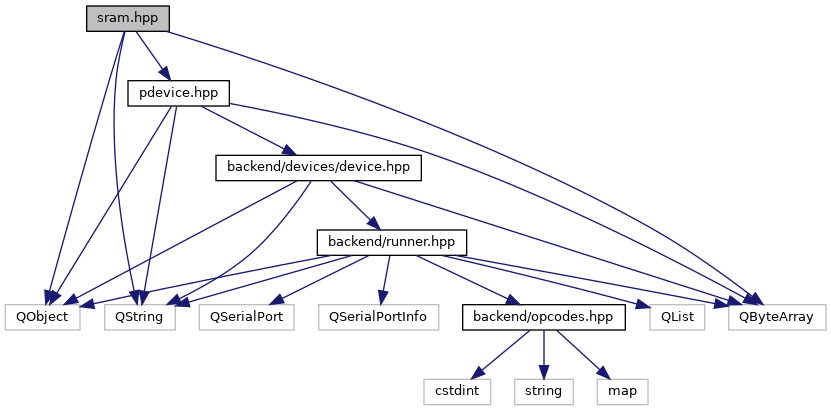 sram.hpp
pdevice.hpp
backend/devices/device.hpp
backend/runner.hpp
QObject
QString
QSerialPort
QSerialPortInfo
backend/opcodes.hpp
QList
QByteArray
cstdint
string
map